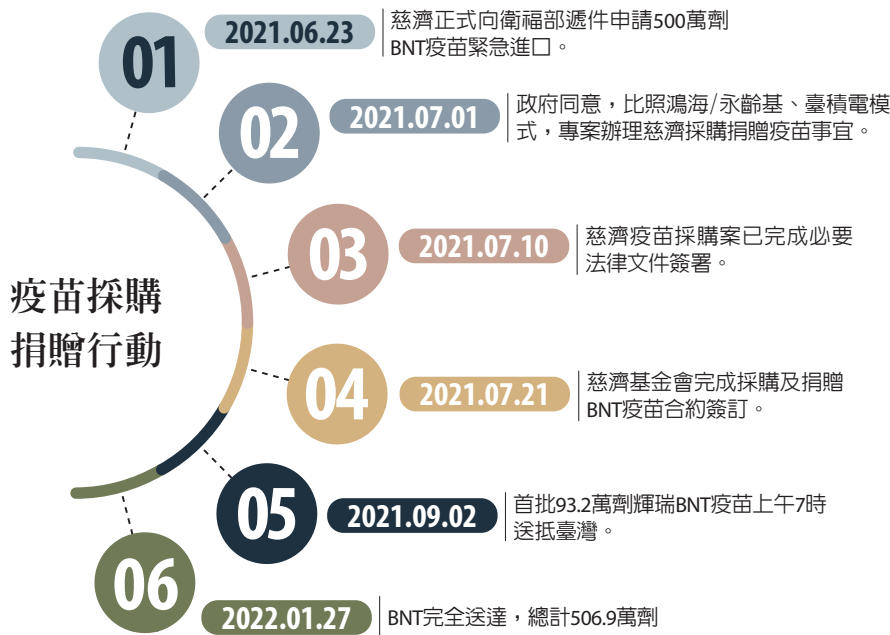 疫苗採購
捐贈行動
01
2021.06.23
慈濟正式向衛福部遞件申請500萬劑
BNT疫苗緊急進口。
02
2021.07.01
政府同意，比照鴻海/永齡基、臺積電模
式，專案辦理慈濟採購捐贈疫苗事宜。
03
2021.07.10
慈濟疫苗採購案已完成必要
法律文件簽署。
04
2021.07.21
慈濟基金會完成採購及捐贈
BNT疫苗合約簽訂。
05
2021.09.02
首批93.2萬劑輝瑞BNT疫苗上午7時
送抵臺灣。
06
2022.01.27
BNT完全送達，總計506.9萬劑